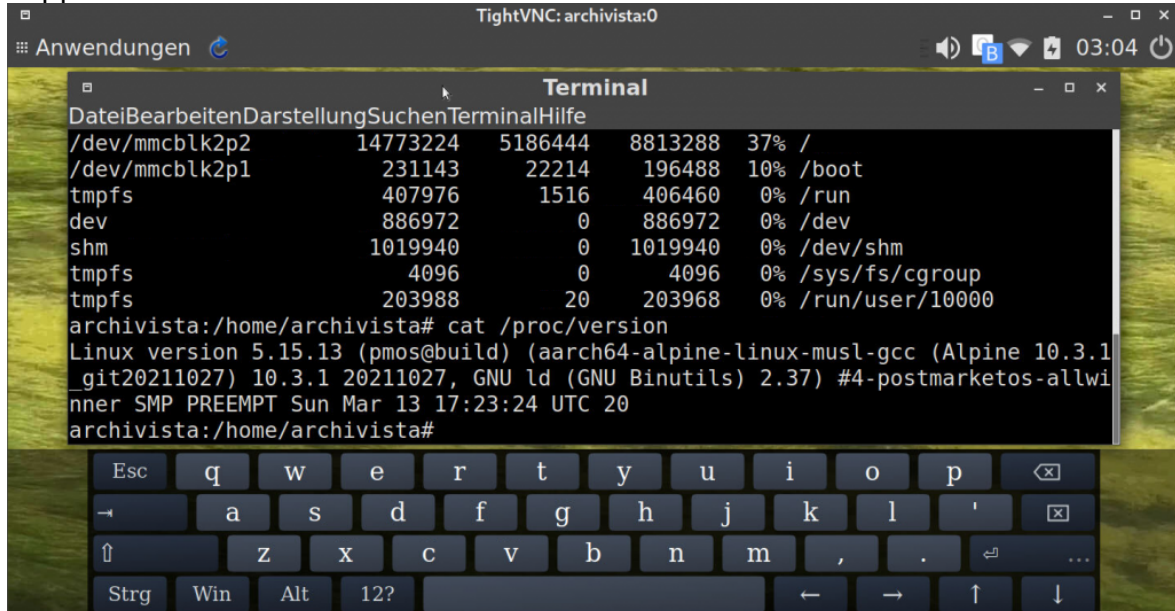 TightVNC: archivista:0
Anwendungen B 03:04
Terminal
DateiBearbeitenDarstellungSuchenTerminalHilfe
/dev/mmcblk2p2 14773224 5186444 8813288 37% /
/dev/mmcblk2p1 231143 22214 196488 10% /boot
tmpfs 407976 1516 406460 0% /run
dev 886972 0 886972 0% /dev
shm 1019940 0 1019940 0% /dev/shm
tmpfs 4096 0 4096 0% /sys/fs/cgroup
tmpfs 203988 20 203968 0% /run/user/10000
archivista:/home/archivista# cat /proc/version
Linux version 5.15.13 (pmos@build) (aarch64-alpine-linux-musl-gcc (Alpine 10.3.1
_git20211027) 10.3.1 20211027, GNU ld (GNU Binutils) 2.37) #4-postmarketos-allwi
nner SMP PREEMPT Sun Mar 13 17:23:24 UTC 20
archivista:/home/archivista#
Esc q w e r t y u i o p
a s d f g h j k l '
z x c v b n m , . ...
Strg Win Alt 12? ← → ↑ ↓